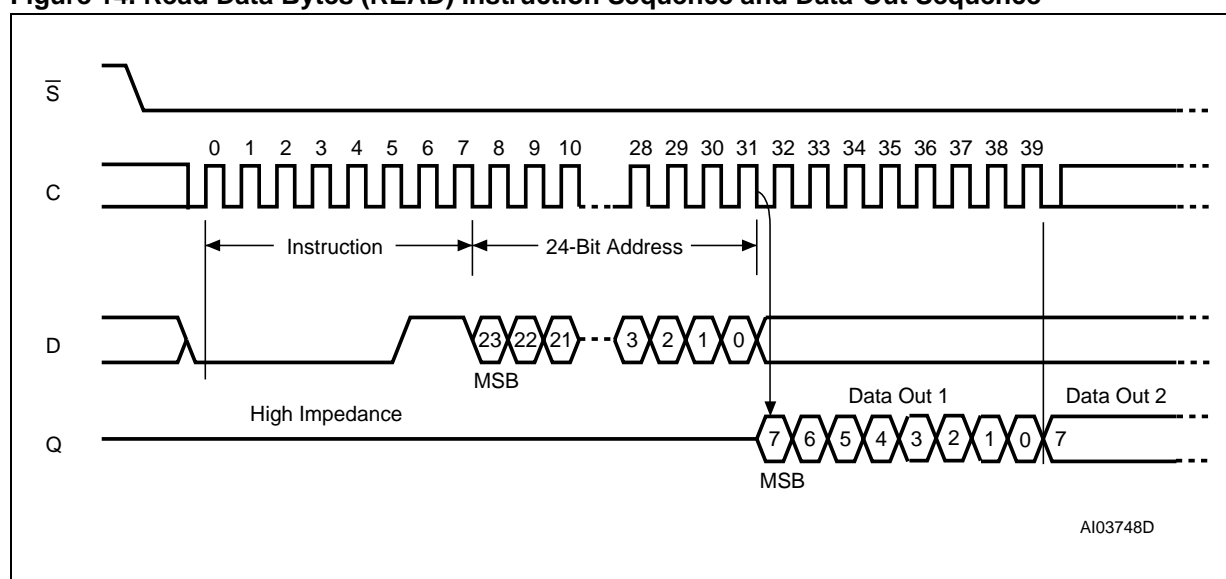 Figure 14. Read Data Bytes (READ) Instruction Sequence and Data-Out Sequence
S
0 1 2 3 4 5 6 7 8 9 10 28 29 30 31 32 33 34 35 36 37 38 39
C
Instruction 24-Bit Address
D 23 22 21 3 2 1 0
MSB
High Impedance Data Out 1 Data Out 2
Q 7 6 5 4 3 2 1 0 7
MSB
AI03748D